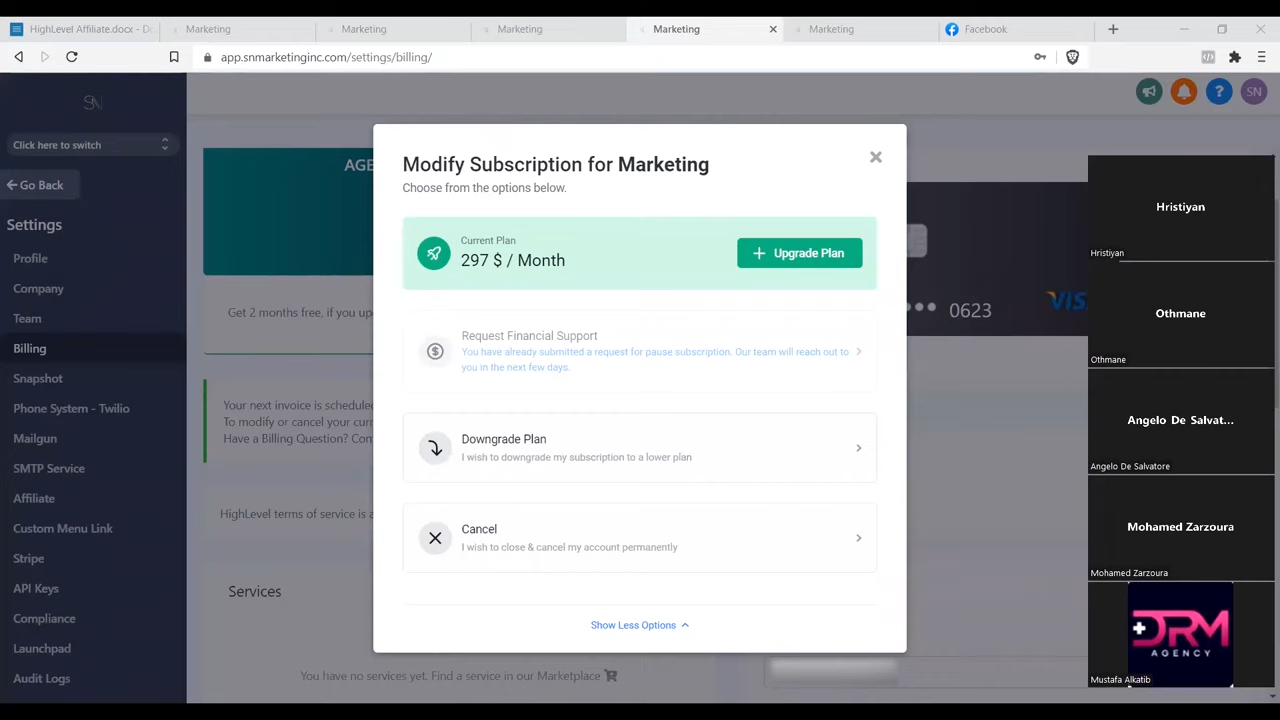 HighLevel Affiliate.docx - Dc
Marketing
Marketing
Marketing
Marketing
Marketing
Facebook
app.snmarketinginc.com/settings/billing/
SN
Click here to switch
Go Back
Settings
Profile
Company
Team
Billing
Snapshot
Phone System - Twilio
Mailgun
SMTP Service
Affiliate
Custom Menu Link
Stripe
API Keys
Compliance
Launchpad
Audit Logs
SN
AGE
Get 2 months free, if you up
0623
VISA
Your next invoice is scheduled
To modify or cancel your curr
Have a Billing Question? Con
HighLevel terms of service is a
Services
You have no services yet. Find a service in our Marketplace
Modify Subscription for Marketing
Choose from the options below.
Current Plan
297 $ / Month
Upgrade Plan
Request Financial Support
You have already submitted a request for pause subscription. Our team will reach out to
you in the next few days.
Downgrade Plan
I wish to downgrade my subscription to a lower plan
Cancel
I wish to close & cancel my account permanently
Show Less Options
Hristiyan
Hristiyan
Othmane
Othmane
Angelo De Salvat...
Angelo De Salvatore
Mohamed Zarzoura
Mohamed Zarzoura
DRM
AGENCY
Mustafa Alkatib